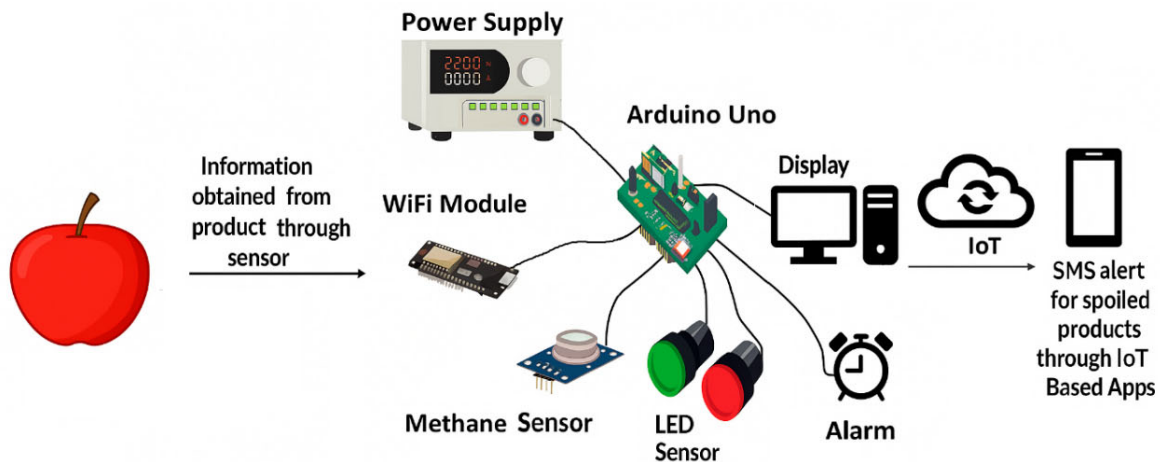 Power Supply
2200
0000
Arduino Uno
Information
obtained from
product through
sensor
WiFi Module
Display
IoT
SMS alert
for spoiled
products
through IoT
Based Apps
Methane Sensor
LED
Sensor
Alarm